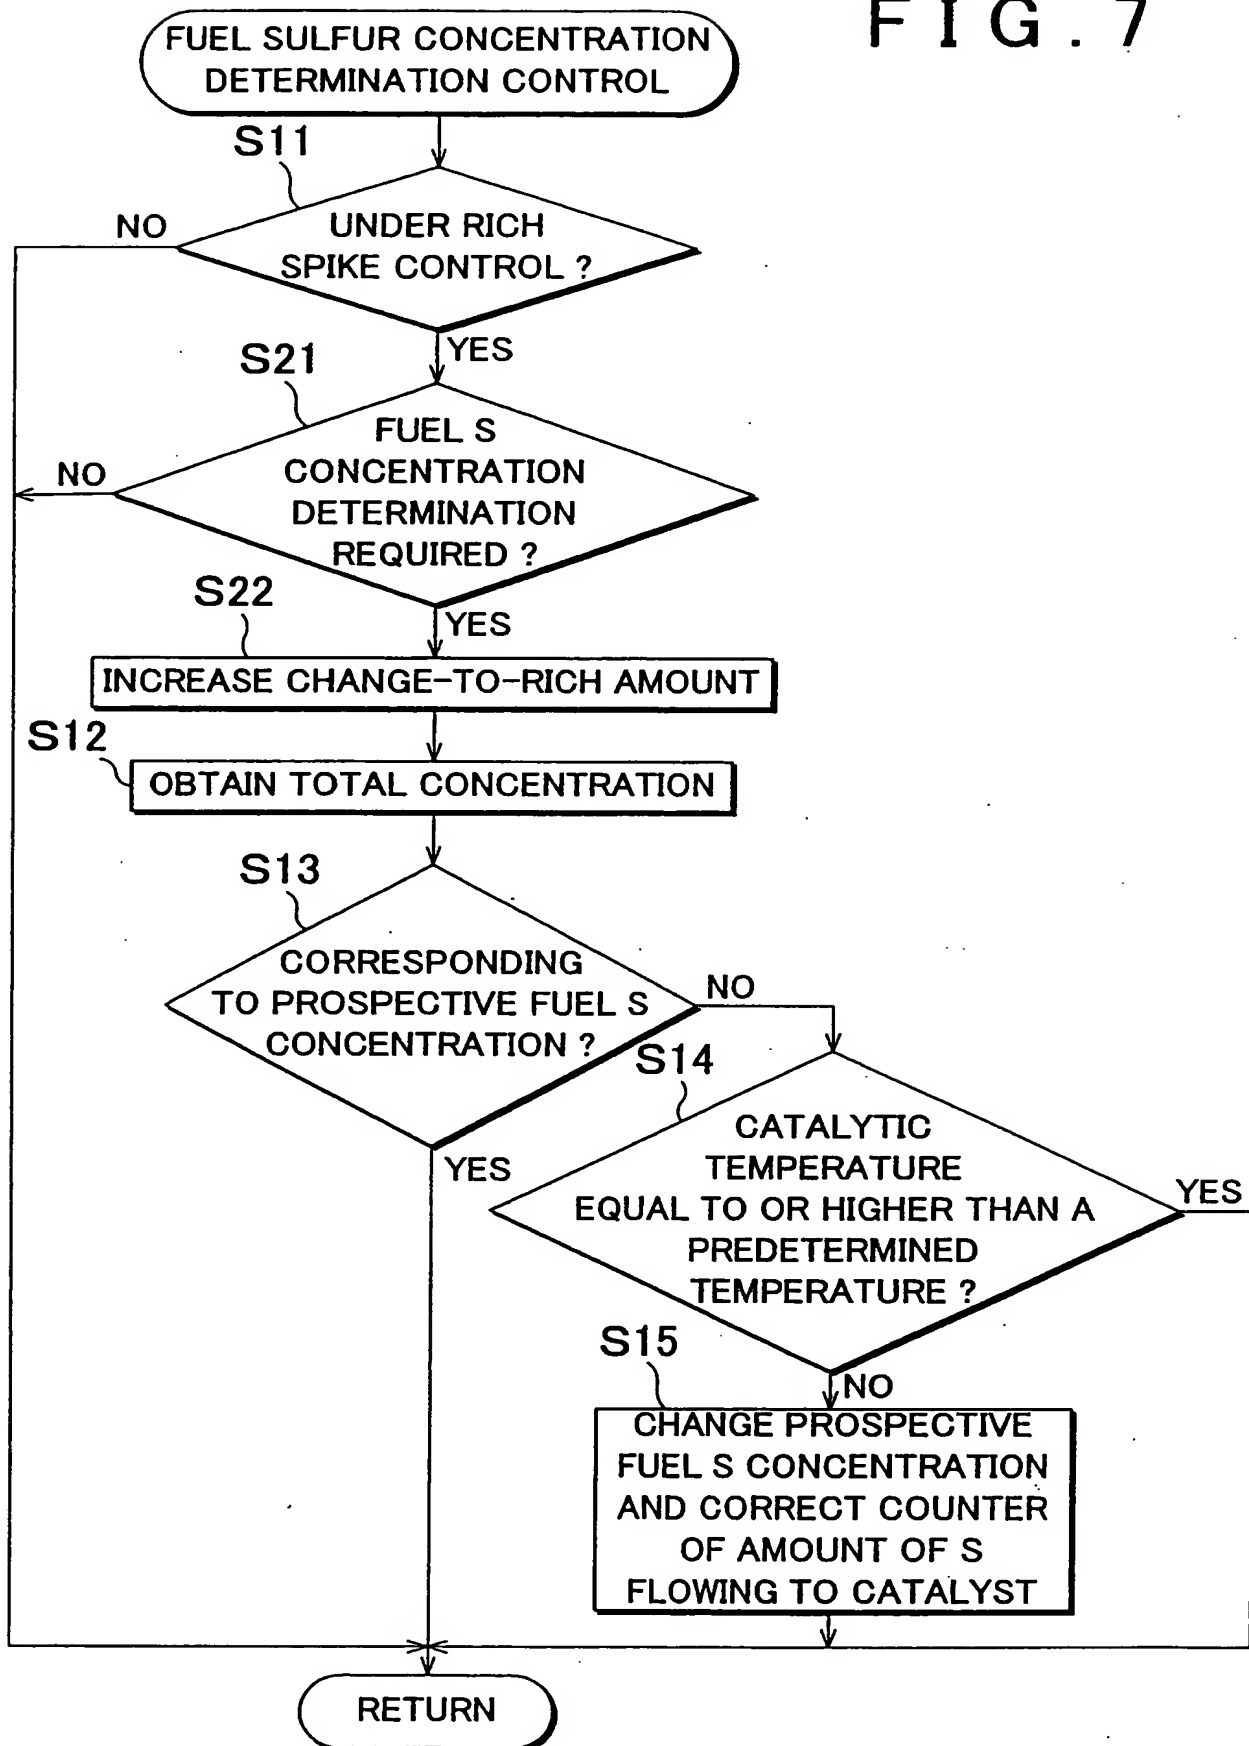 FIG. 7
FUEL SULFUR CONCENTRATION
DETERMINATION CONTROL
S11
NO
UNDER RICH
SPIKE CONTROL ?
YES
S21
NO
FUEL S
CONCENTRATION
DETERMINATION
REQUIRED ?
S22
YES
INCREASE CHANGE-TO-RICH AMOUNT
S12
OBTAIN TOTAL CONCENTRATION
S13
CORRESPONDING
TO PROSPECTIVE FUEL S
CONCENTRATION ?
NO
YES
S14
CATALYTIC
TEMPERATURE
EQUAL TO OR HIGHER THAN A
PREDETERMINED
TEMPERATURE ?
YES
S15
NO
CHANGE PROSPECTIVE
FUEL S CONCENTRATION
AND CORRECT COUNTER
OF AMOUNT OF S
FLOWING TO CATALYST
RETURN